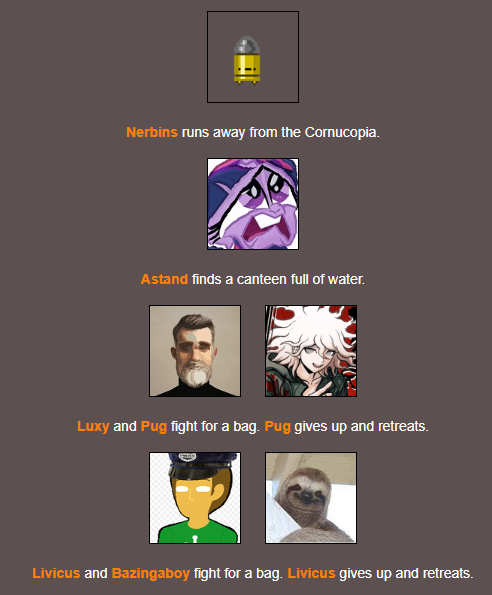 Nerbins runs away from the Cornucopia.
Astand finds a canteen full of water.
Luxy and Pug fight for a bag. Pug gives up and retreats.
Livicus and Bazingaboy fight for a bag. Livicus gives up and retreats.